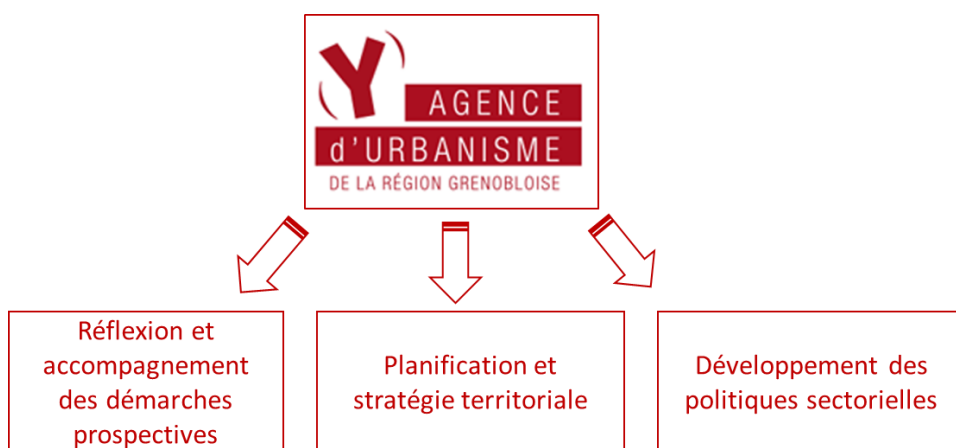 Y AGENCE
d'URBANISME
DE LA RÉGION GRENOBLOISE
Réflexion et
accompagnement
des démarches
prospectives
Planification et
stratégie territoriale
Développement des
politiques sectorielles